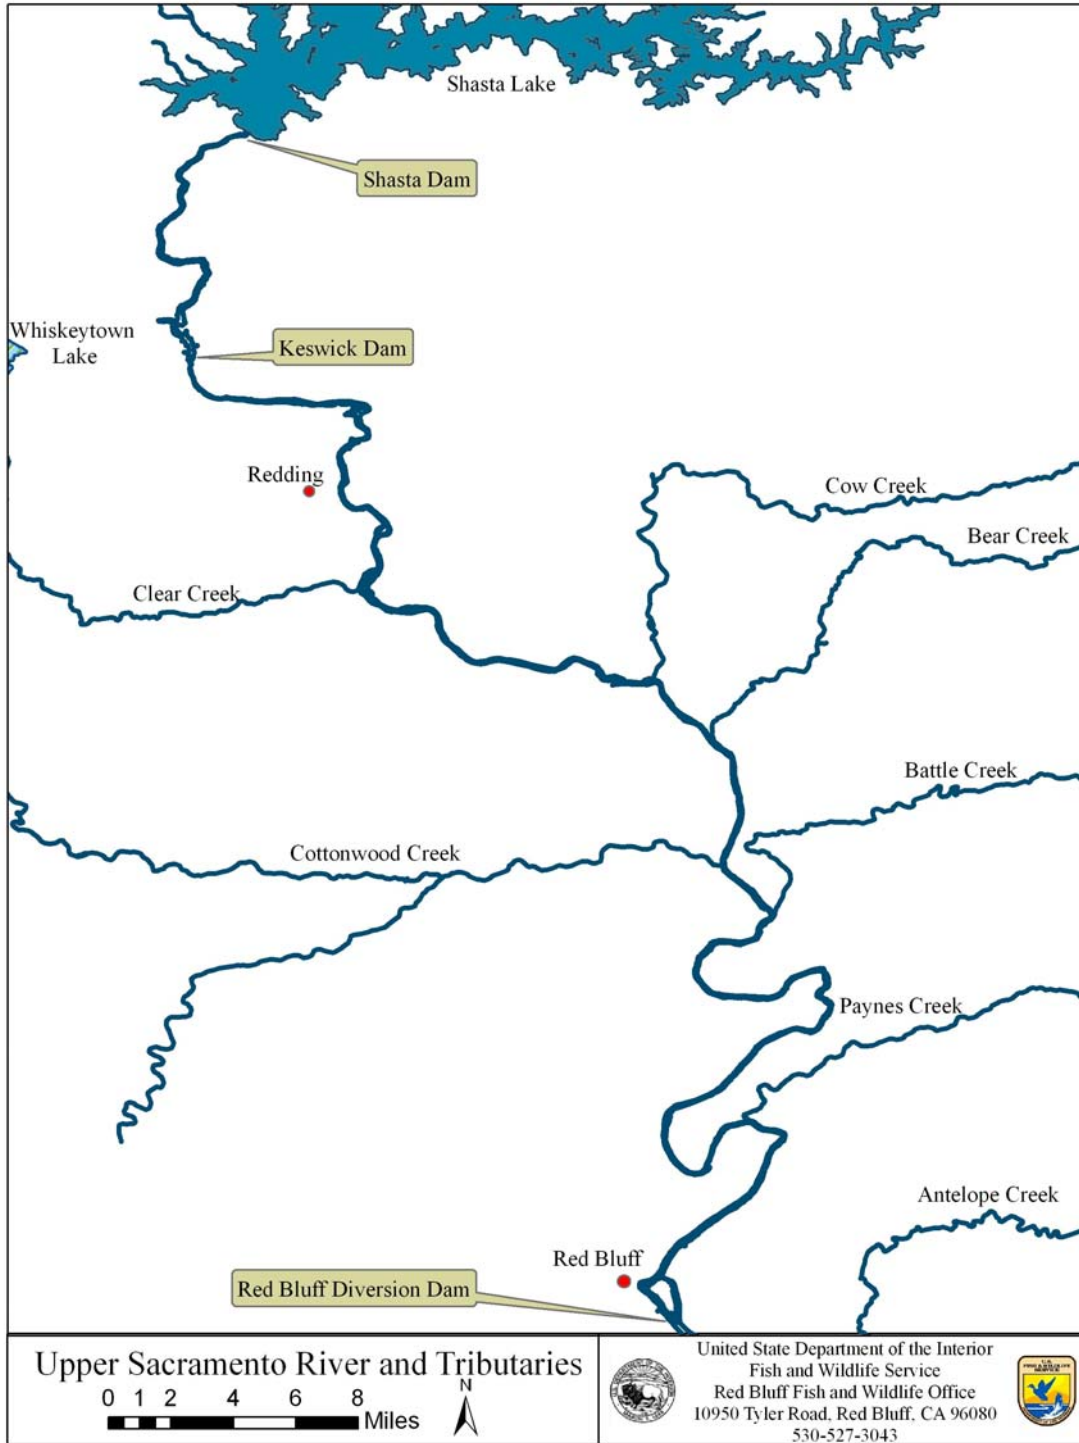 Shasta Lake
Shasta Dam
Whiskeytown
Lake
Keswick Dam
Redding
Cow Creek
Bear Creek
Clear Creek
Battle Creek
Cottonwood Creek
Paynes Creek
Antelope Creek
Red Bluff
Red Bluff Diversion Dam
Upper Sacramento River and Tributaries
0 1 2 4 6 8
Miles
N
United State Department of the Interior
Fish and Wildlife Service
Red Bluff Fish and Wildlife Office
10950 Tyler Road, Red Bluff, CA 96080
530-527-3043
U.S.
FISH & WILDLIFE
SERVICE